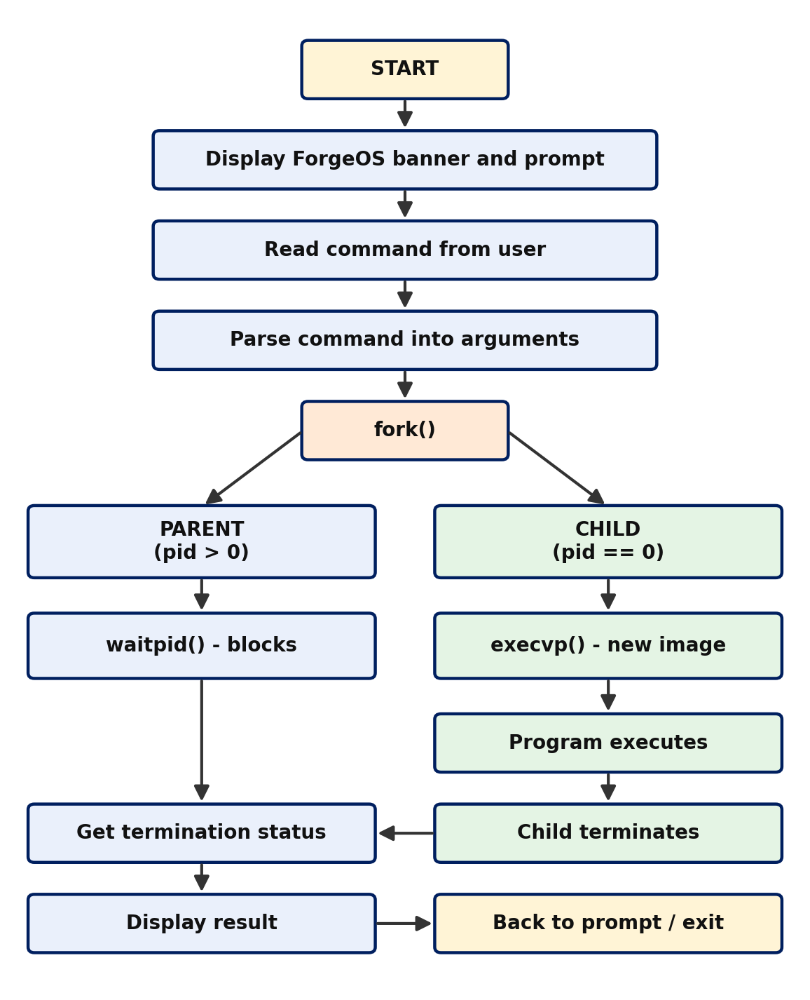 START
Display ForgeOS banner and prompt
Read command from user
Parse command into arguments
fork()
PARENT
(pid > 0)
CHILD
(pid == 0)
waitpid() - blocks
execvp() - new image
Program executes
Get termination status
Child terminates
Display result
Back to prompt / exit